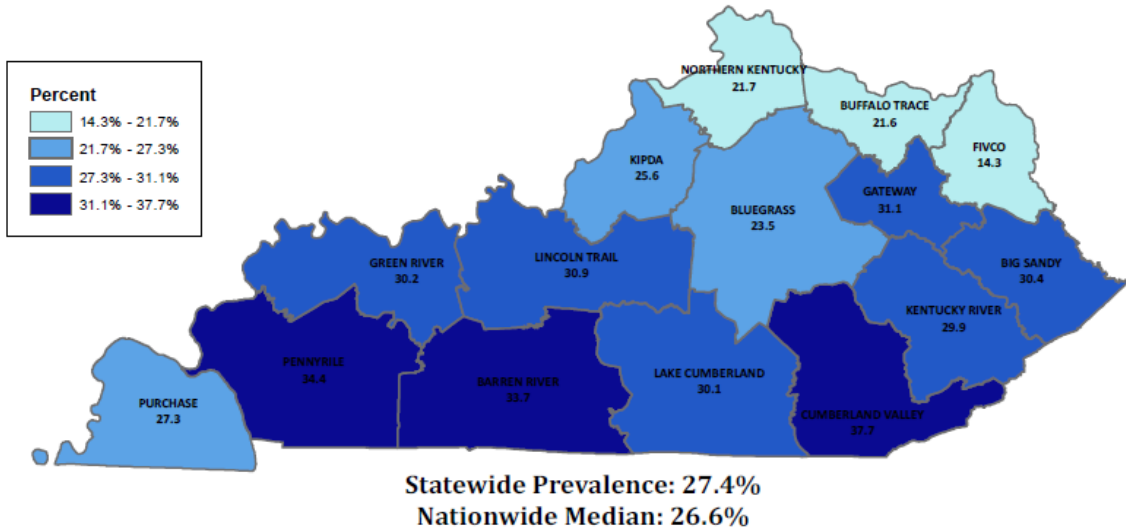 Percent
14.3% - 21.7%
21.7% - 27.3%
27.3% - 31.1%
31.1% - 37.7%
NORTHERN KENTUCKY
21.7
BUFFALO TRACE
21.6
FIVCO
14.3
KIPDA
25.6
GATEWAY
31.1
BLUEGRASS
23.5
GREEN RIVER
30.2
LINCOLN TRAIL
30.9
BIG SANDY
30.4
KENTUCKY RIVER
29.9
PENNYRILE
34.4
BARREN RIVER
33.7
LAKE CUMBERLAND
30.1
PURCHASE
27.3
CUMBERLAND VALLEY
37.7
Statewide Prevalence: 27.4%
Nationwide Median: 26.6%